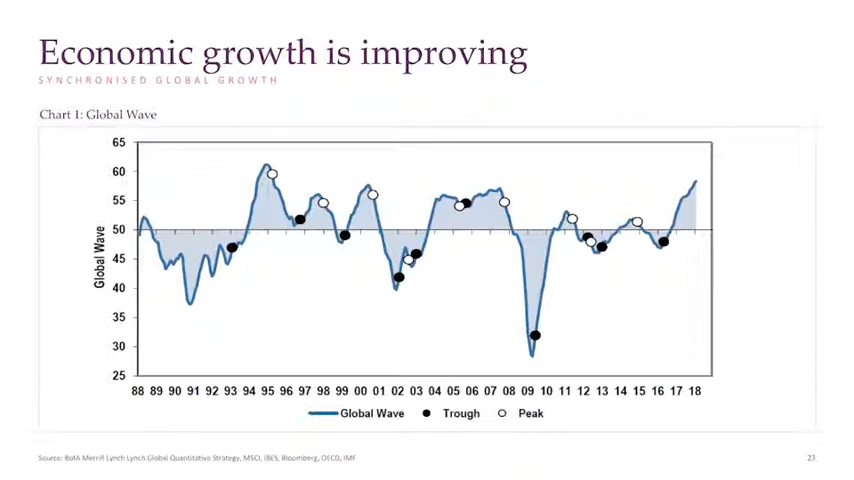 Economic growth is improving
SYNCHRONISED GLOBAL GROWTH
Chart 1: Global Wave
65
60
55
50
45
40
35
30
25
Global Wave
88 89 90 91 92 93 94 95 96 97 98 99 00 01 02 03 04 05 06 07 08 09 10 11 12 13 14 15 16 17 18
Global Wave Trough Peak
Source: BofA Merrill Lynch Lynch Global Quantitative Strategy, MSCI, IBES, Bloomberg, OECD, IMF
23